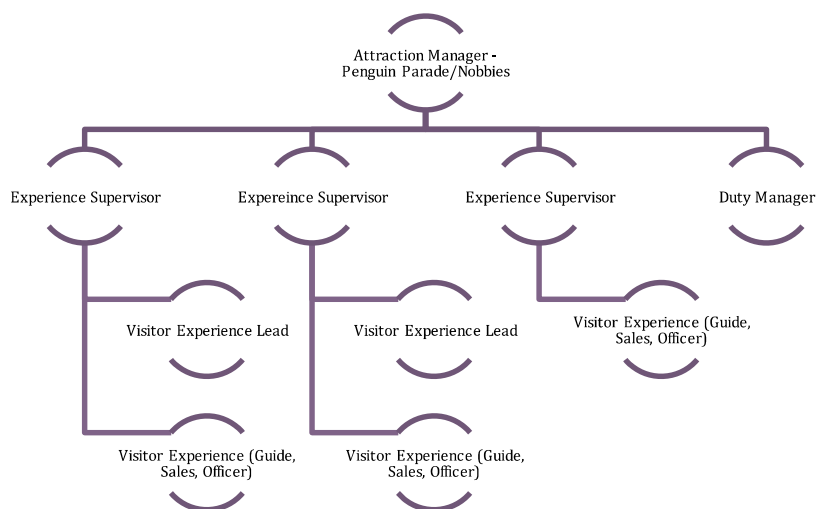 Attraction Manager -
Penguin Parade/Nobbies
Experience Supervisor
Expereince Supervisor
Experience Supervisor
Duty Manager
Visitor Experience Lead
Visitor Experience Lead
Visitor Experience (Guide,
Sales, Officer)
Visitor Experience (Guide,
Sales, Officer)
Visitor Experience (Guide,
Sales, Officer)